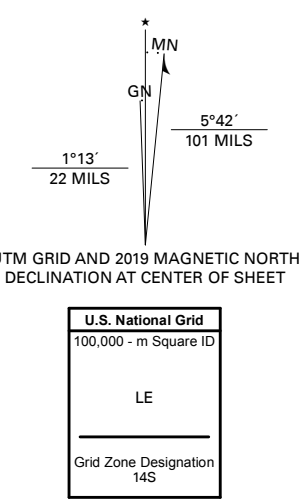 ★
MN
GN
5°42´
101 MILS
1°13´
22 MILS
UTM GRID AND 2019 MAGNETIC NORTH
DECLINATION AT CENTER OF SHEET
U.S. National Grid
100,000 - m Square ID
LE
Grid Zone Designation
14S